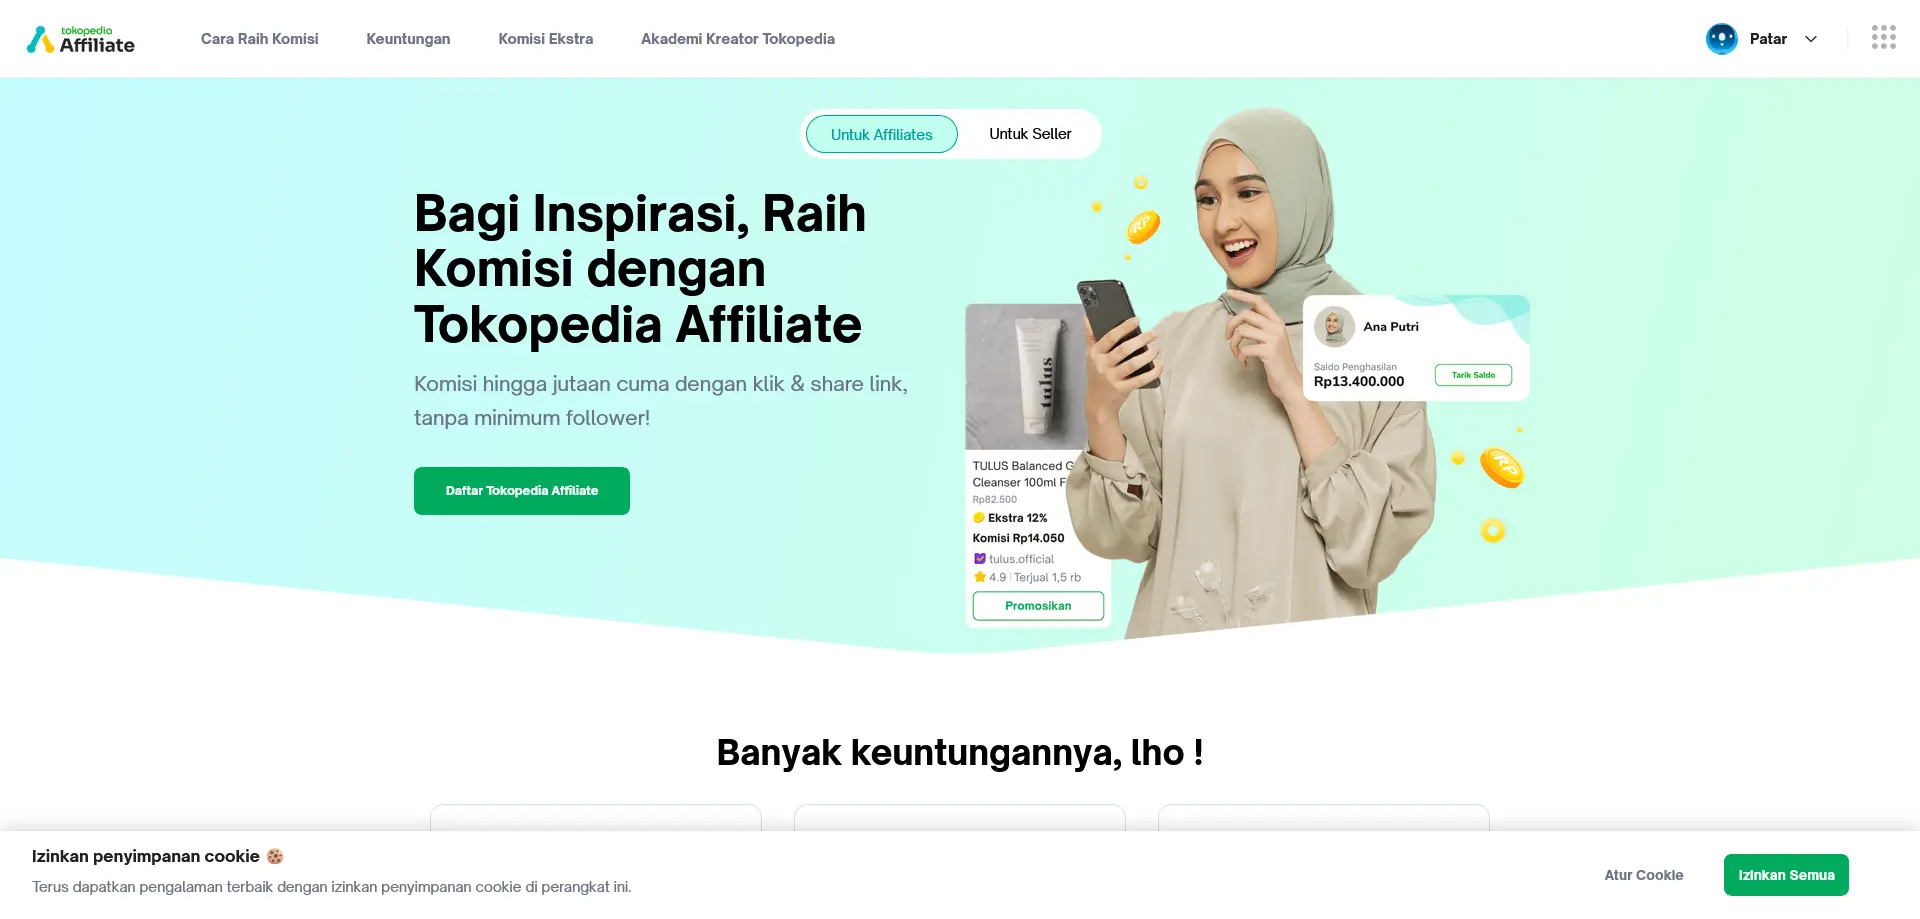 tokopedia
Affiliate
Cara Raih Komisi
Keuntungan
Komisi Ekstra
Akademi Kreator Tokopedia
Patar
Untuk Affiliates
Untuk Seller
Bagi Inspirasi, Raih
Komisi dengan
Tokopedia Affiliate
Komisi hingga jutaan cuma dengan klik & share link,
tanpa minimum follower!
Daftar Tokopedia Affiliate
RP
tulus
TULUS Balanced G
Cleanser 100ml F
Rp82.500
Ekstra 12%
Komisi Rp14.050
tulus.official
4.9 | Terjual 1,5 rb
Promosikan
Ana Putri
Saldo Penghasilan
Rp13.400.000
Tarik Saldo
RP
Banyak keuntungannya, lho !
Izinkan penyimpanan cookie 🍪
Terus dapatkan pengalaman terbaik dengan izinkan penyimpanan cookie di perangkat ini.
Atur Cookie
Izinkan Semua